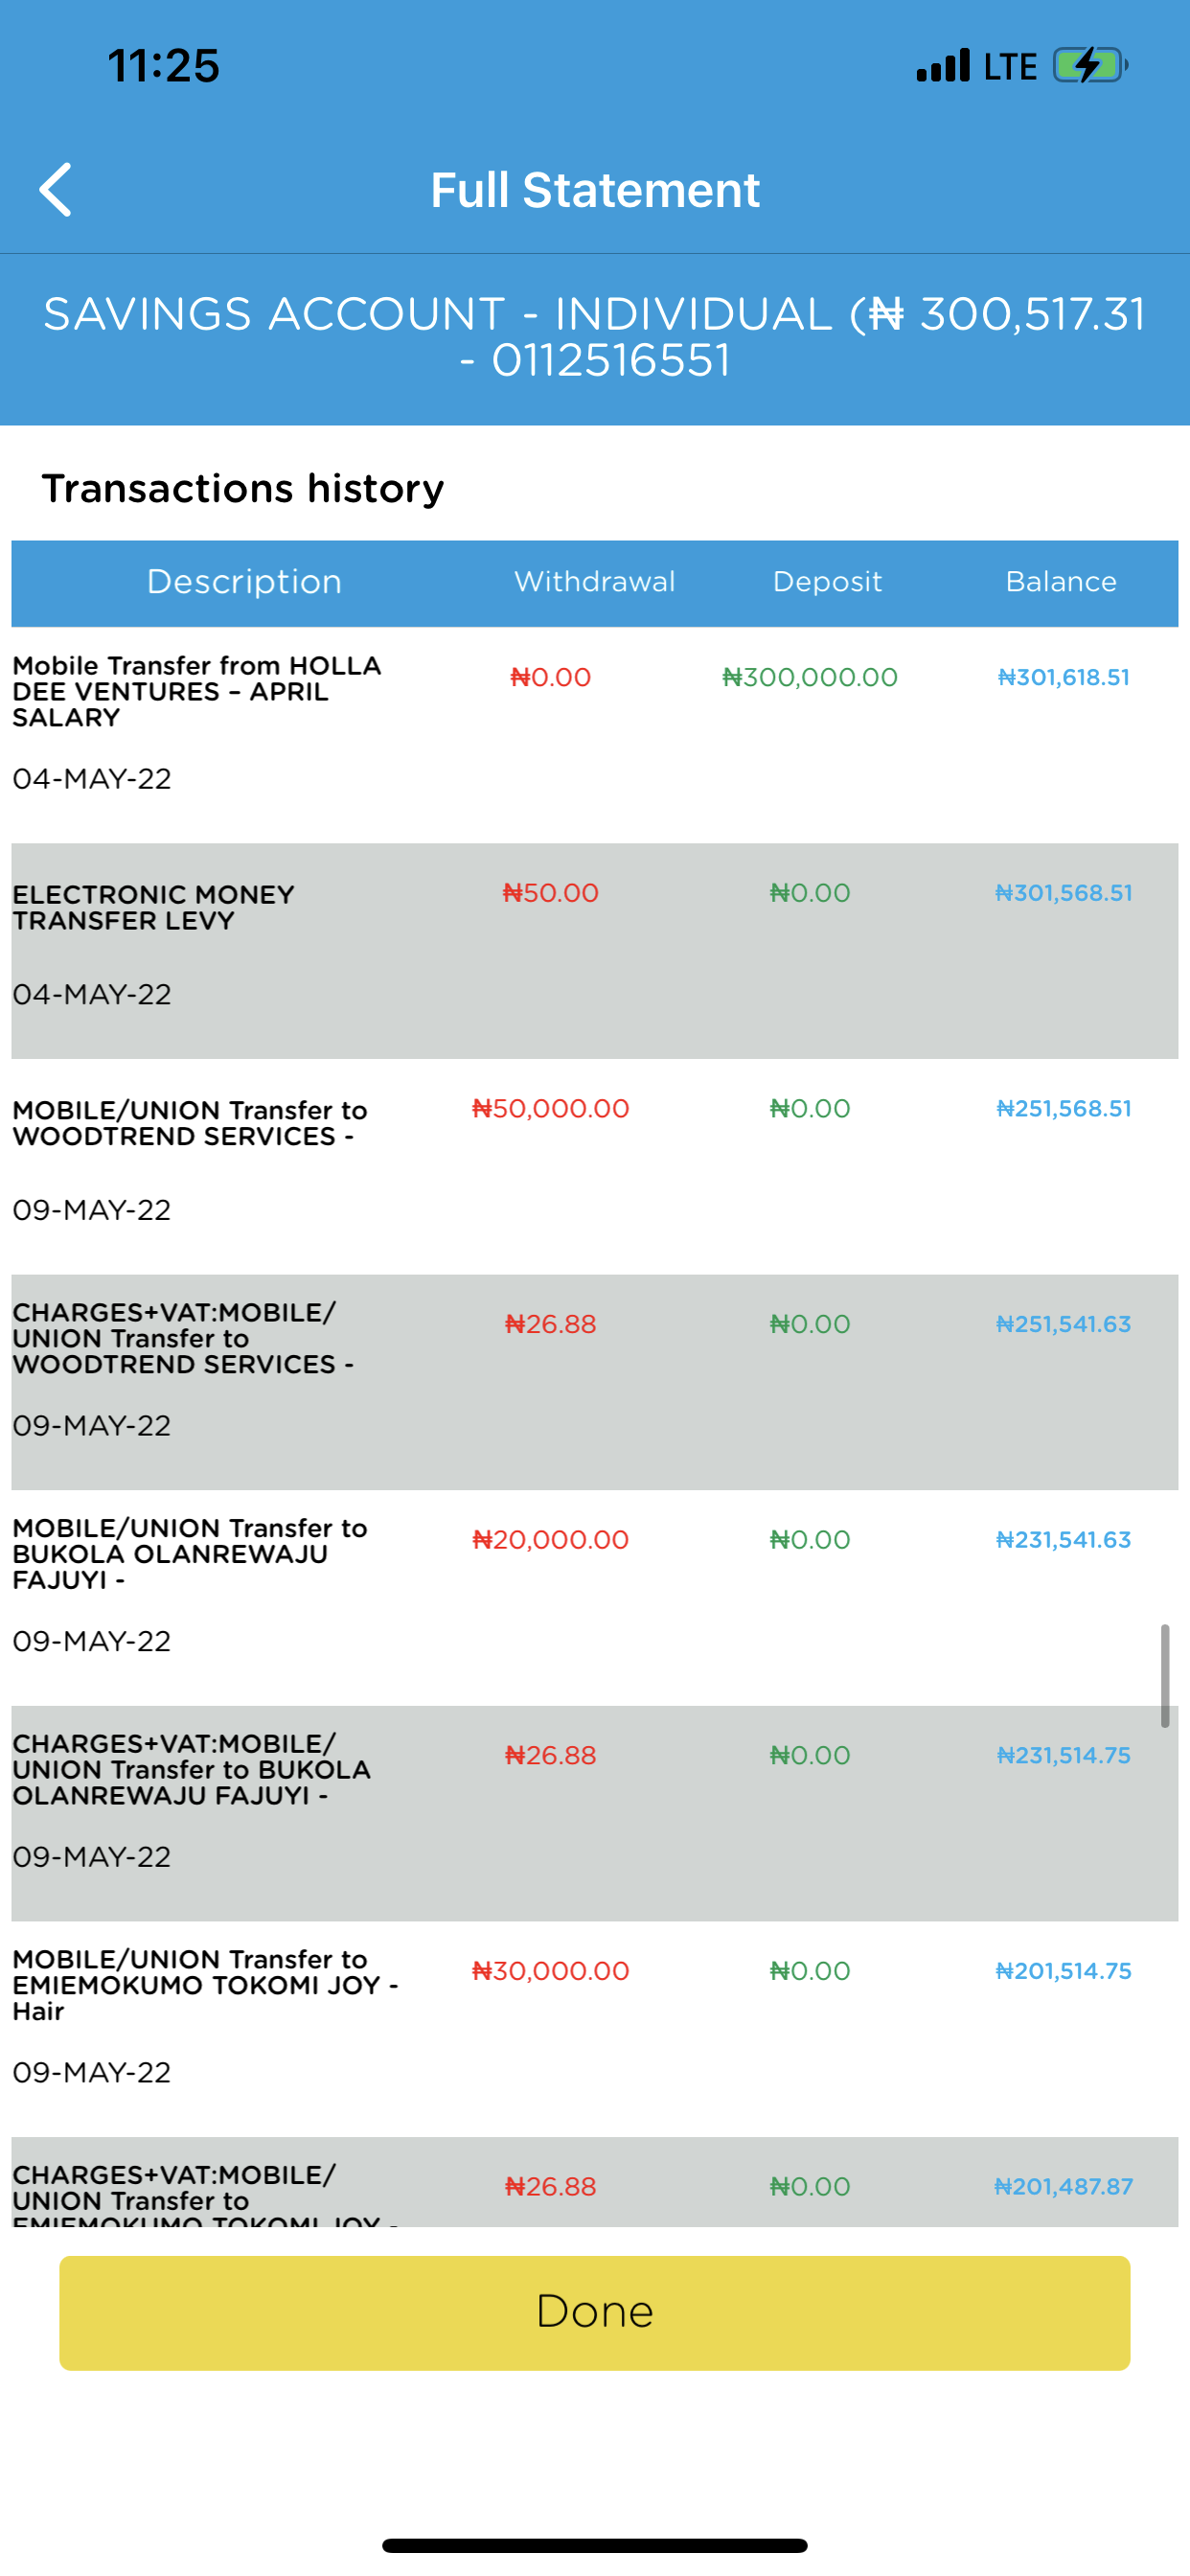 11:25 LTE
Full Statement
SAVINGS ACCOUNT - INDIVIDUAL (₦ 300,517.31
- 0112516551
Transactions history
Description Withdrawal Deposit Balance
Mobile Transfer from HOLLA ₦0.00 ₦300,000.00 ₦301,618.51
DEE VENTURES – APRIL
SALARY
04-MAY-22
ELECTRONIC MONEY ₦50.00 ₦0.00 ₦301,568.51
TRANSFER LEVY
04-MAY-22
MOBILE/UNION Transfer to ₦50,000.00 ₦0.00 ₦251,568.51
WOODTREND SERVICES -
09-MAY-22
CHARGES+VAT:MOBILE/ ₦26.88 ₦0.00 ₦251,541.63
UNION Transfer to
WOODTREND SERVICES -
09-MAY-22
MOBILE/UNION Transfer to ₦20,000.00 ₦0.00 ₦231,541.63
BUKOLA OLANREWAJU
FAJUYI -
09-MAY-22
CHARGES+VAT:MOBILE/ ₦26.88 ₦0.00 ₦231,514.75
UNION Transfer to BUKOLA
OLANREWAJU FAJUYI -
09-MAY-22
MOBILE/UNION Transfer to ₦30,000.00 ₦0.00 ₦201,514.75
EMIEMOKUMO TOKOMI JOY -
Hair
09-MAY-22
CHARGES+VAT:MOBILE/ ₦26.88 ₦0.00 ₦201,487.87
UNION Transfer to
EMIEMOKUMO TOKOMI JOY -
Done